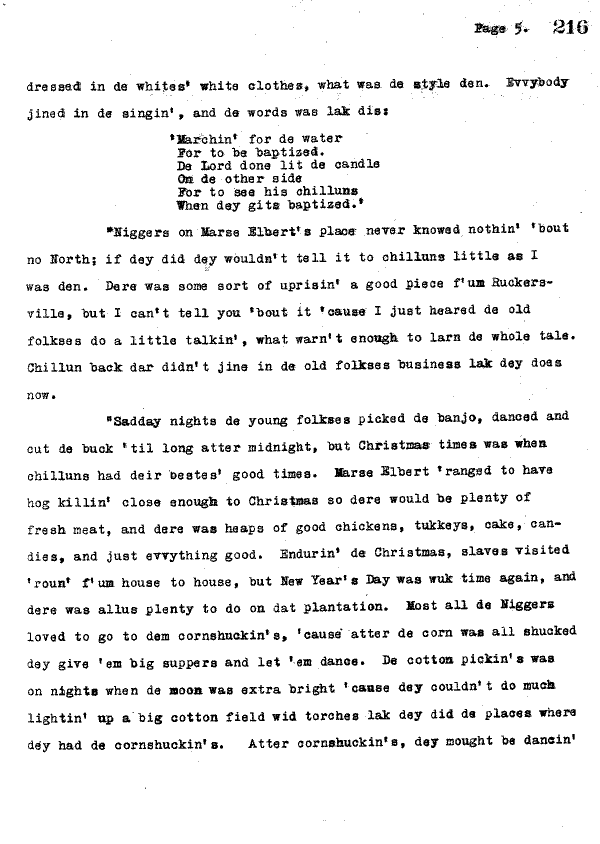 Page 5. 216
dressed in de whites' white clothes, what was de style den. Evvybody
jined in de singin', and de words was lak dis:
'Marchin' for de water
For to be baptized.
De Lord done lit de candle
On de other side
For to see his chilluns
When dey gits baptized.'
"Niggers on Marse Elbert's place never knowed nothin' 'bout
no North; if dey did dey wouldn't tell it to chilluns little as I
was den. Dere was some sort of uprisin' a good piece f'um Ruckers-
ville, but I can't tell you 'bout it 'cause I just heared de old
folkses do a little talkin', what warn't enough to larn de whole tale.
Chillun back dar didn't jine in de old folkses business lak dey does
now.
"Sadday nights de young folkses picked de banjo, danced and
cut de buck 'til long atter midnight, but Christmas times was when
chilluns had deir bestes' good times. Marse Elbert 'ranged to have
hog killin' close enough to Christmas so dere would be plenty of
fresh meat, and dere was heaps of good chickens, tukkeys, cake, can-
dies, and just evvything good. Endurin' de Christmas, slaves visited
'roun' f'um house to house, but New Year's Day was wuk time again, and
dere was allus plenty to do on dat plantation. Most all de Niggers
loved to go to dem cornshuckin's, 'cause atter de corn was all shucked
dey give 'em big suppers and let 'em dance. De cotton pickin's was
on nights when de moon was extra bright 'cause dey couldn't do much
lightin' up a big cotton field wid torches lak dey did de places where
dey had de cornshuckin's. Atter cornshuckin's, dey mought be dancin'